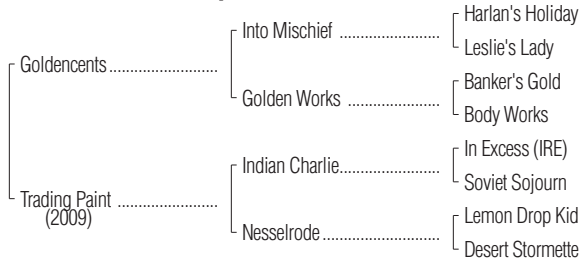 Harlan's Holiday
Into Mischief ....................
Leslie's Lady
Goldencents......................
Banker's Gold
Golden Works ..................
Body Works
In Excess (IRE)
Indian Charlie....................
Soviet Sojourn
Trading Paint ....................
(2009)
Lemon Drop Kid
Nesselrode.......................
Desert Stormette